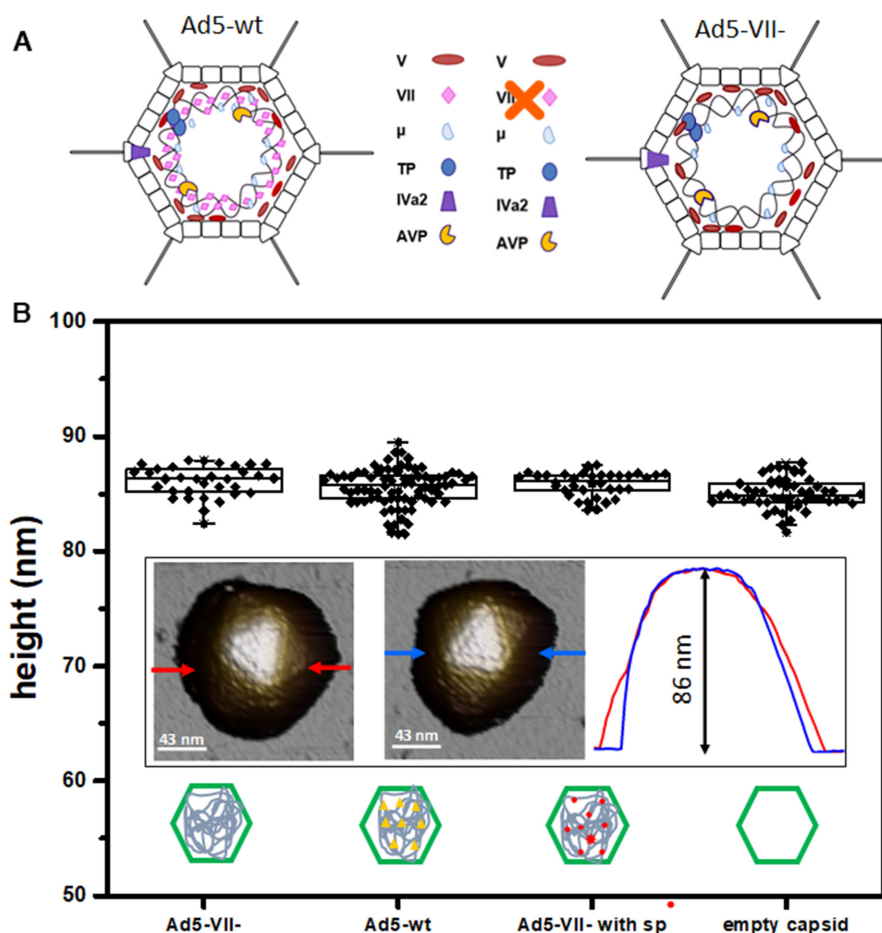 A
Ad5-wt
Ad5-VII-
V
VII
μ
TP
IVa2
AVP
V
VII
μ
TP
IVa2
AVP
B
100
90
80
70
60
50
height (nm)
43 nm
43 nm
86 nm
Ad5-VII-
Ad5-wt
Ad5-VII- with sp
empty capsid